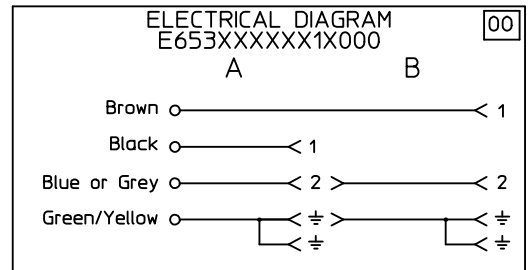 ELECTRICAL DIAGRAM
E653XXXXXX1X000
00
A B
Brown 1
Black 1
Blue or Grey 2 2
Green/Yellow